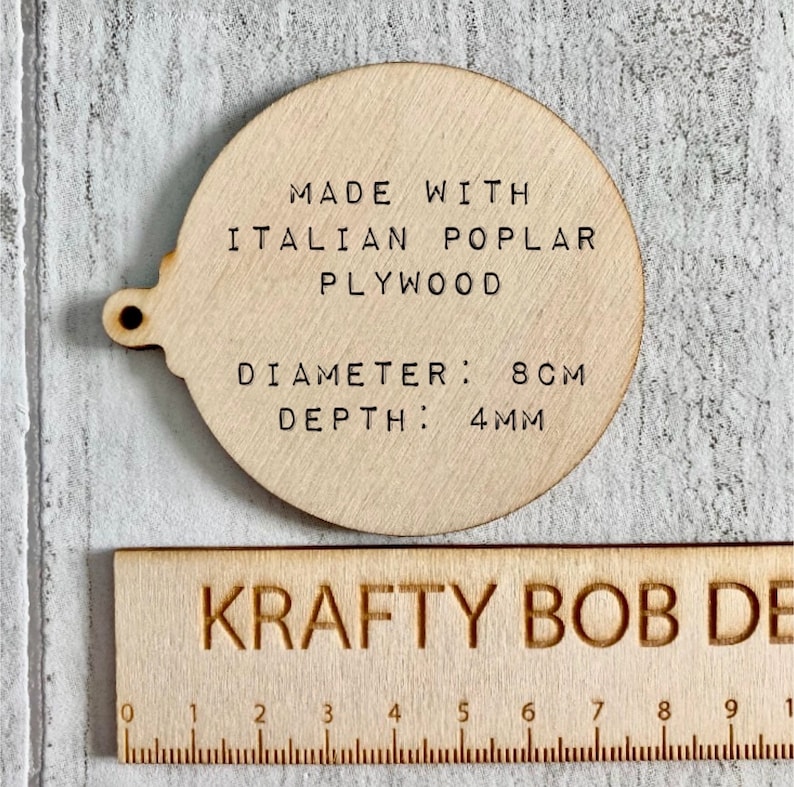 MADE WITH
ITALIAN POPLAR
PLYWOOD
DIAMETER: 8CM
DEPTH: 4MM
KRAFTY BOB DE
0 1 2 3 4 5 6 7 8 9 1